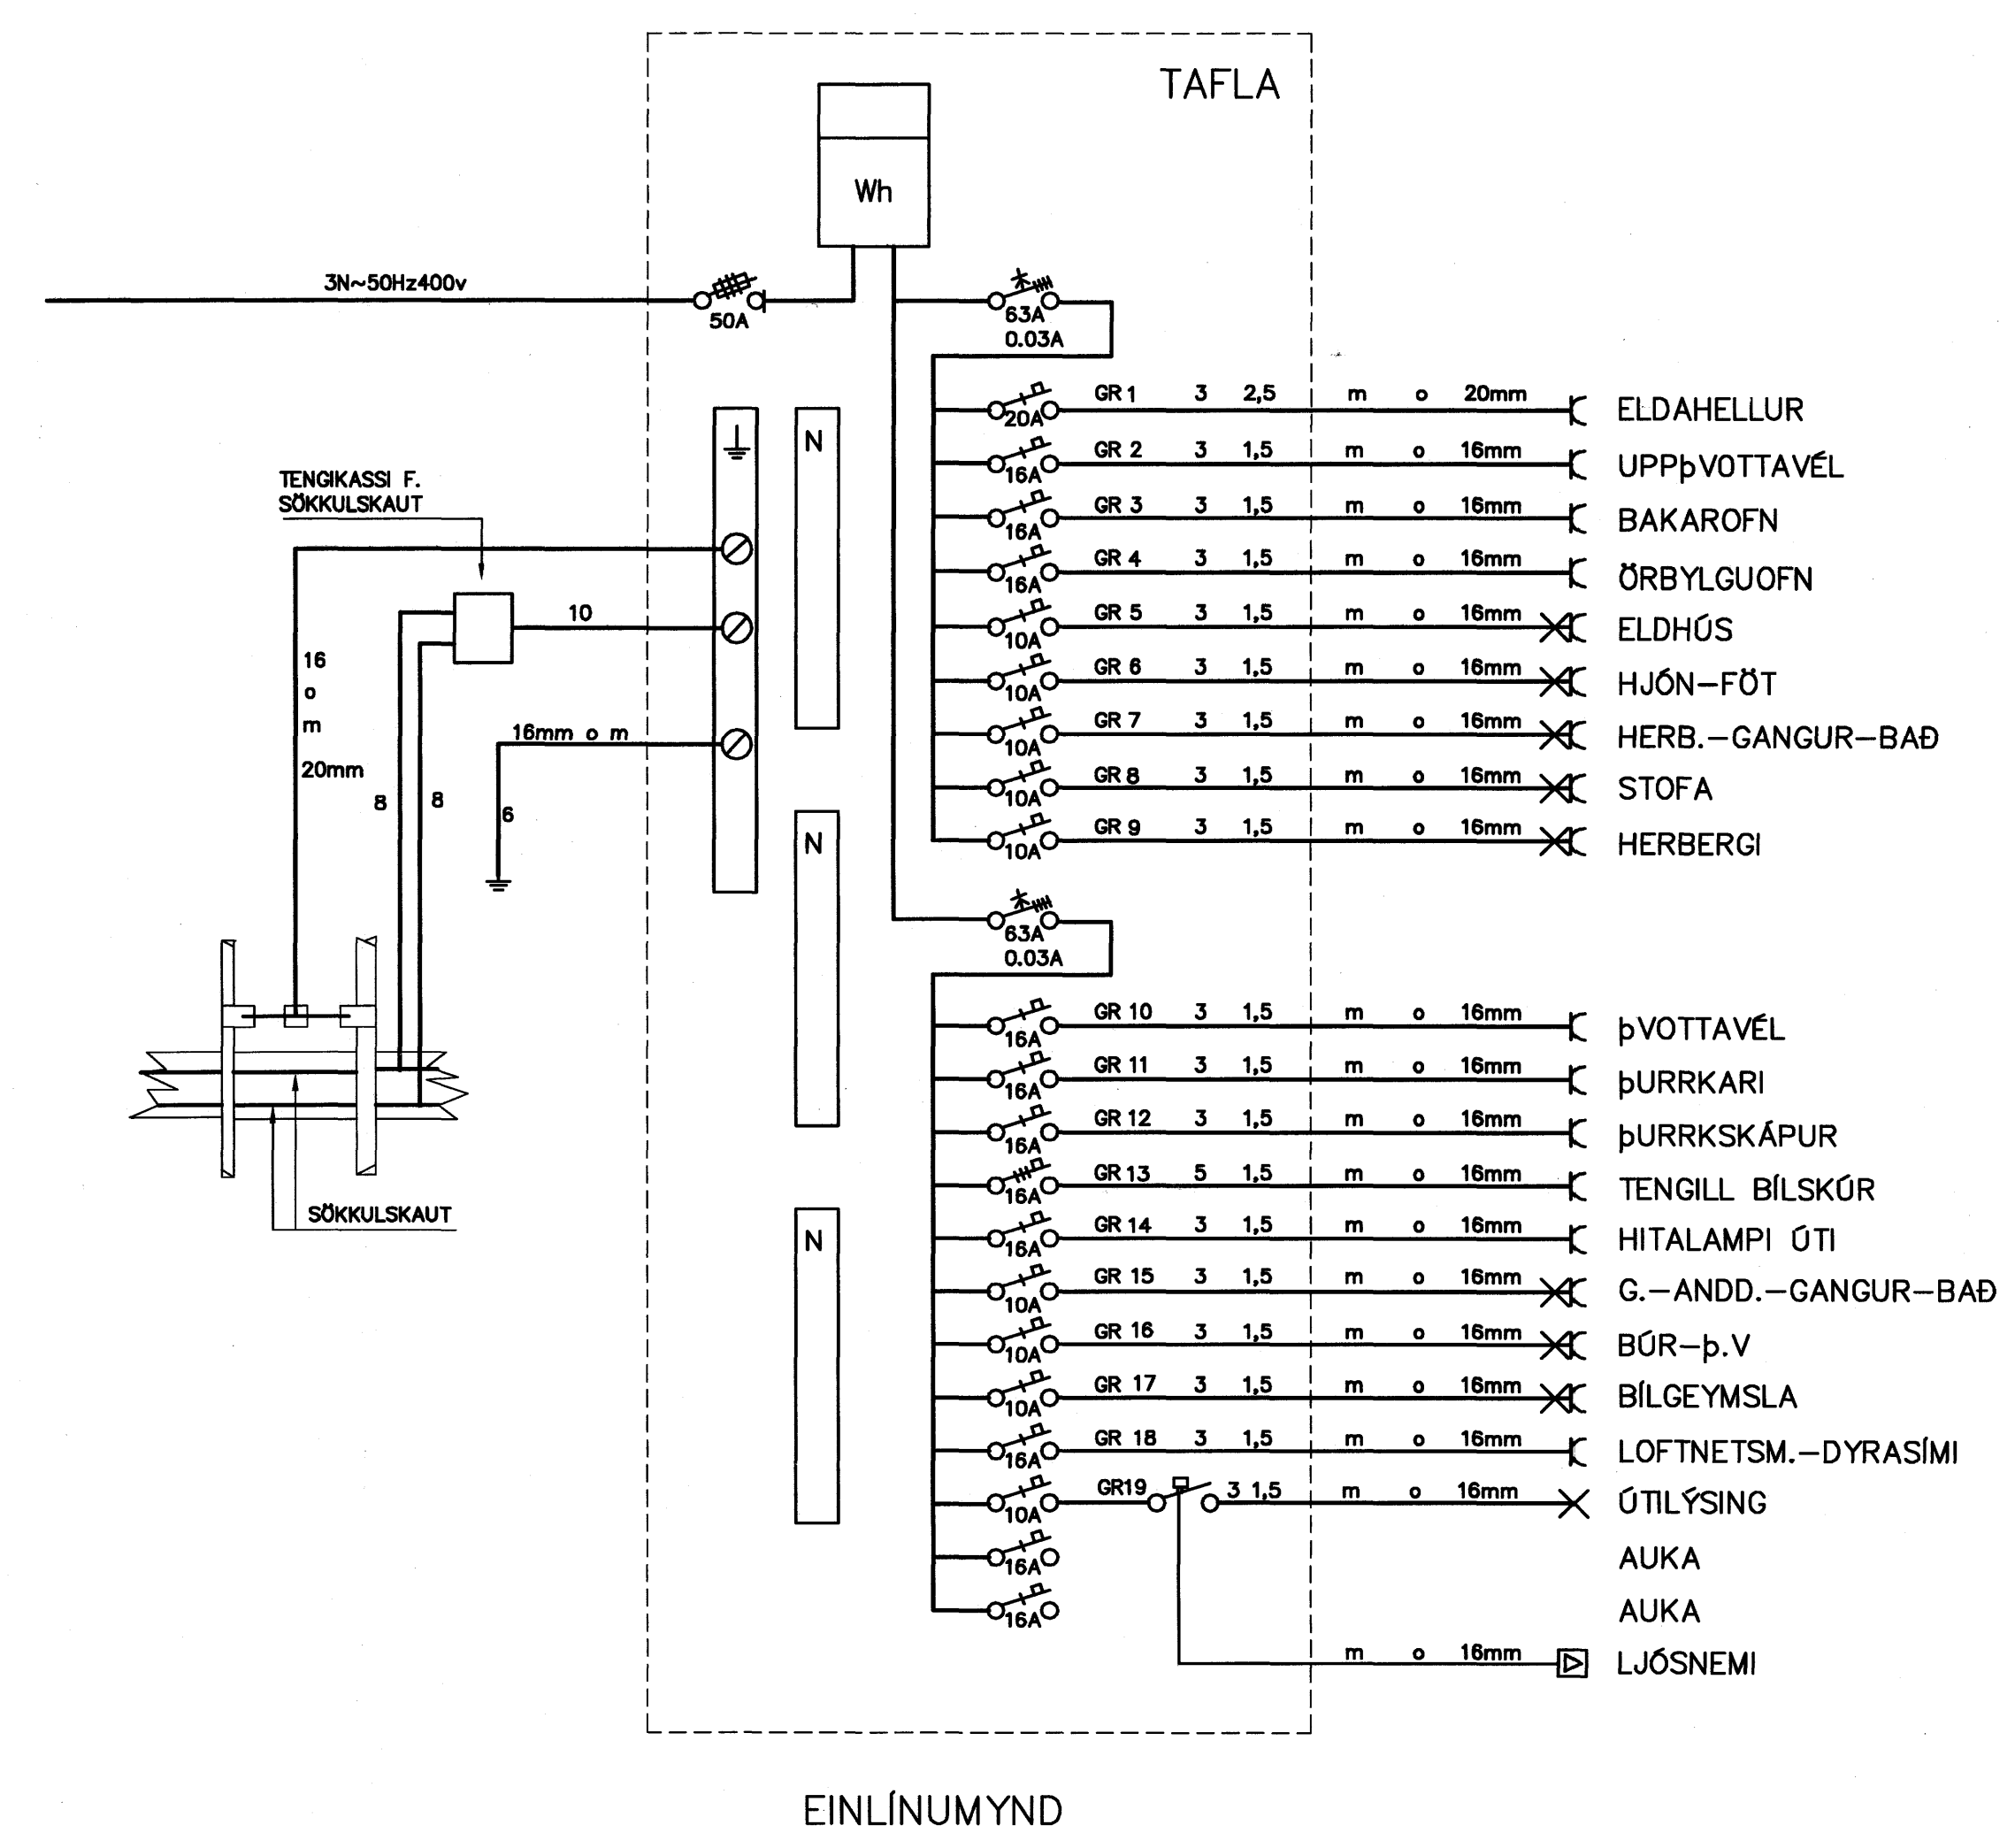 TAFLA
Wh
3N~50Hz400v
50A
63A
0.03A
GR 1 3 2,5 m o 20mm
20A
ELDAHELLUR
N
GR 2 3 1,5 m o 16mm
16A
UPPÞVOTTAVÉL
TENGIKASSI F.
SÖKKULSKAUT
GR 3 3 1,5 m o 16mm
16A
BAKAROFN
GR 4 3 1,5 m o 16mm
16A
ÖRBYLGUOFN
10
GR 5 3 1,5 m o 16mm
10A
ELDHÚS
16
o
m
20mm
GR 6 3 1,5 m o 16mm
10A
HJÓN-FÖT
16mm o m
GR 7 3 1,5 m o 16mm
10A
HERB.-GANGUR-BAÐ
8
8
6
GR 8 3 1,5 m o 16mm
10A
STOFA
N
GR 9 3 1,5 m o 16mm
10A
HERBERGI
63A
0.03A
GR 10 3 1,5 m o 16mm
16A
ÞVOTTAVÉL
GR 11 3 1,5 m o 16mm
16A
ÞURRKARI
GR 12 3 1,5 m o 16mm
16A
ÞURRKSKÁPUR
GR 13 5 1,5 m o 16mm
16A
TENGILL BÍLSKÚR
SÖKKULSKAUT
N
GR 14 3 1,5 m o 16mm
16A
HITALAMPI ÚTI
GR 15 3 1,5 m o 16mm
10A
G.-ANDD.-GANGUR-BAÐ
GR 16 3 1,5 m o 16mm
10A
BÚR-Þ.V
GR 17 3 1,5 m o 16mm
10A
BÍLGEYMSLA
GR 18 3 1,5 m o 16mm
16A
LOFTNETSM.-DYRASÍMI
GR19 3 1,5 m o 16mm
10A
ÚTILÝSING
16A
AUKA
16A
AUKA
m o 16mm
LJÓSNEMI
EINLÍNUMYND